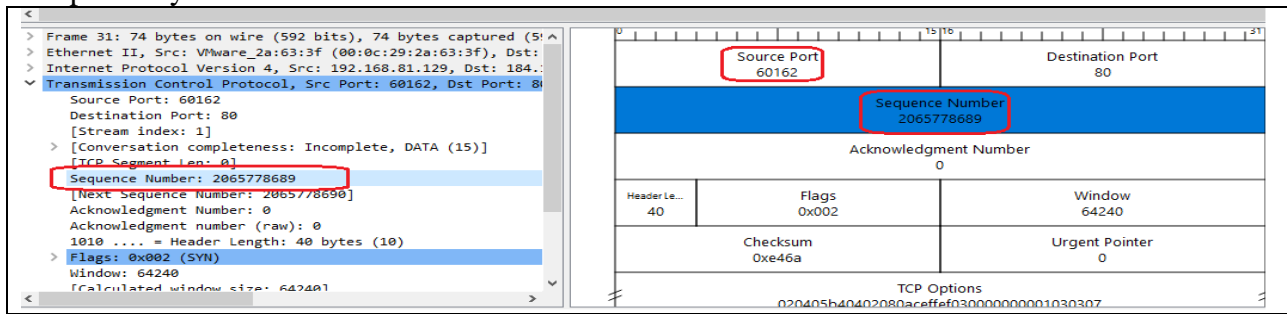 Frame 31: 74 bytes on wire (592 bits), 74 bytes captured (59
Ethernet II, Src: VMware_2a:63:3f (00:0c:29:2a:63:3f), Dst:
Internet Protocol Version 4, Src: 192.168.81.129, Dst: 184.
Transmission Control Protocol, Src Port: 60162, Dst Port: 8
Source Port: 60162
Destination Port: 80
[Stream index: 1]
[Conversation completeness: Incomplete, DATA (15)]
[TCP Segment Len: 0]
Sequence Number: 2065778689
[Next Sequence Number: 2065778690]
Acknowledgment Number: 0
Acknowledgment number (raw): 0
1010 .... = Header Length: 40 bytes (10)
Flags: 0x002 (SYN)
Window: 64240
[Calculated window size: 64240]
0 15 16 31
Source Port Destination Port
60162 80
Sequence Number
2065778689
Acknowledgment Number
0
Header Le... Flags Window
40 0x002 64240
Checksum Urgent Pointer
0xe46a 0
TCP Options
020405b40402080aceffef030000000001030307